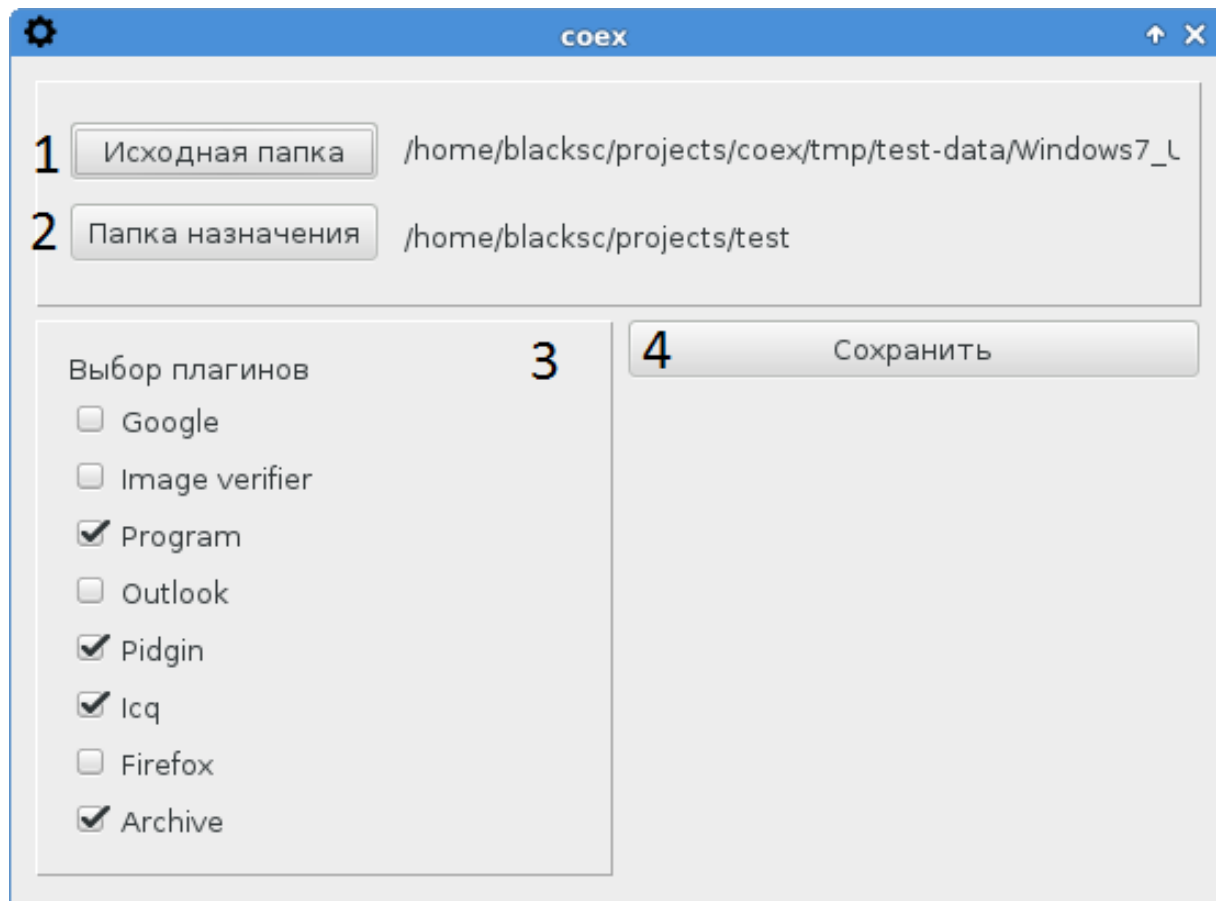 coex
1 Исходная папка /home/blacksc/projects/coex/tmp/test-data/Windows7_
2 Папка назначения /home/blacksc/projects/test
Выбор плагинов 3
4 Сохранить
Google
Image verifier
Program
Outlook
Pidgin
Icq
Firefox
Archive